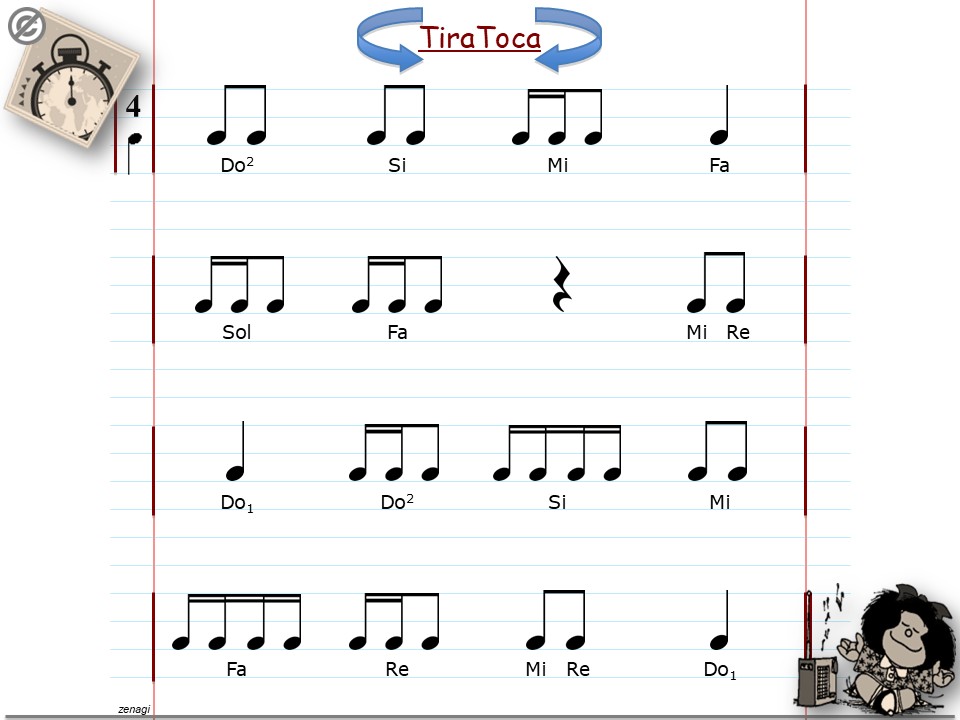 TiraToca
4
Do² Si Mi Fa
Sol Fa Mi Re
Do₁ Do² Si Mi
Fa Re Mi Re Do₁
zenagi